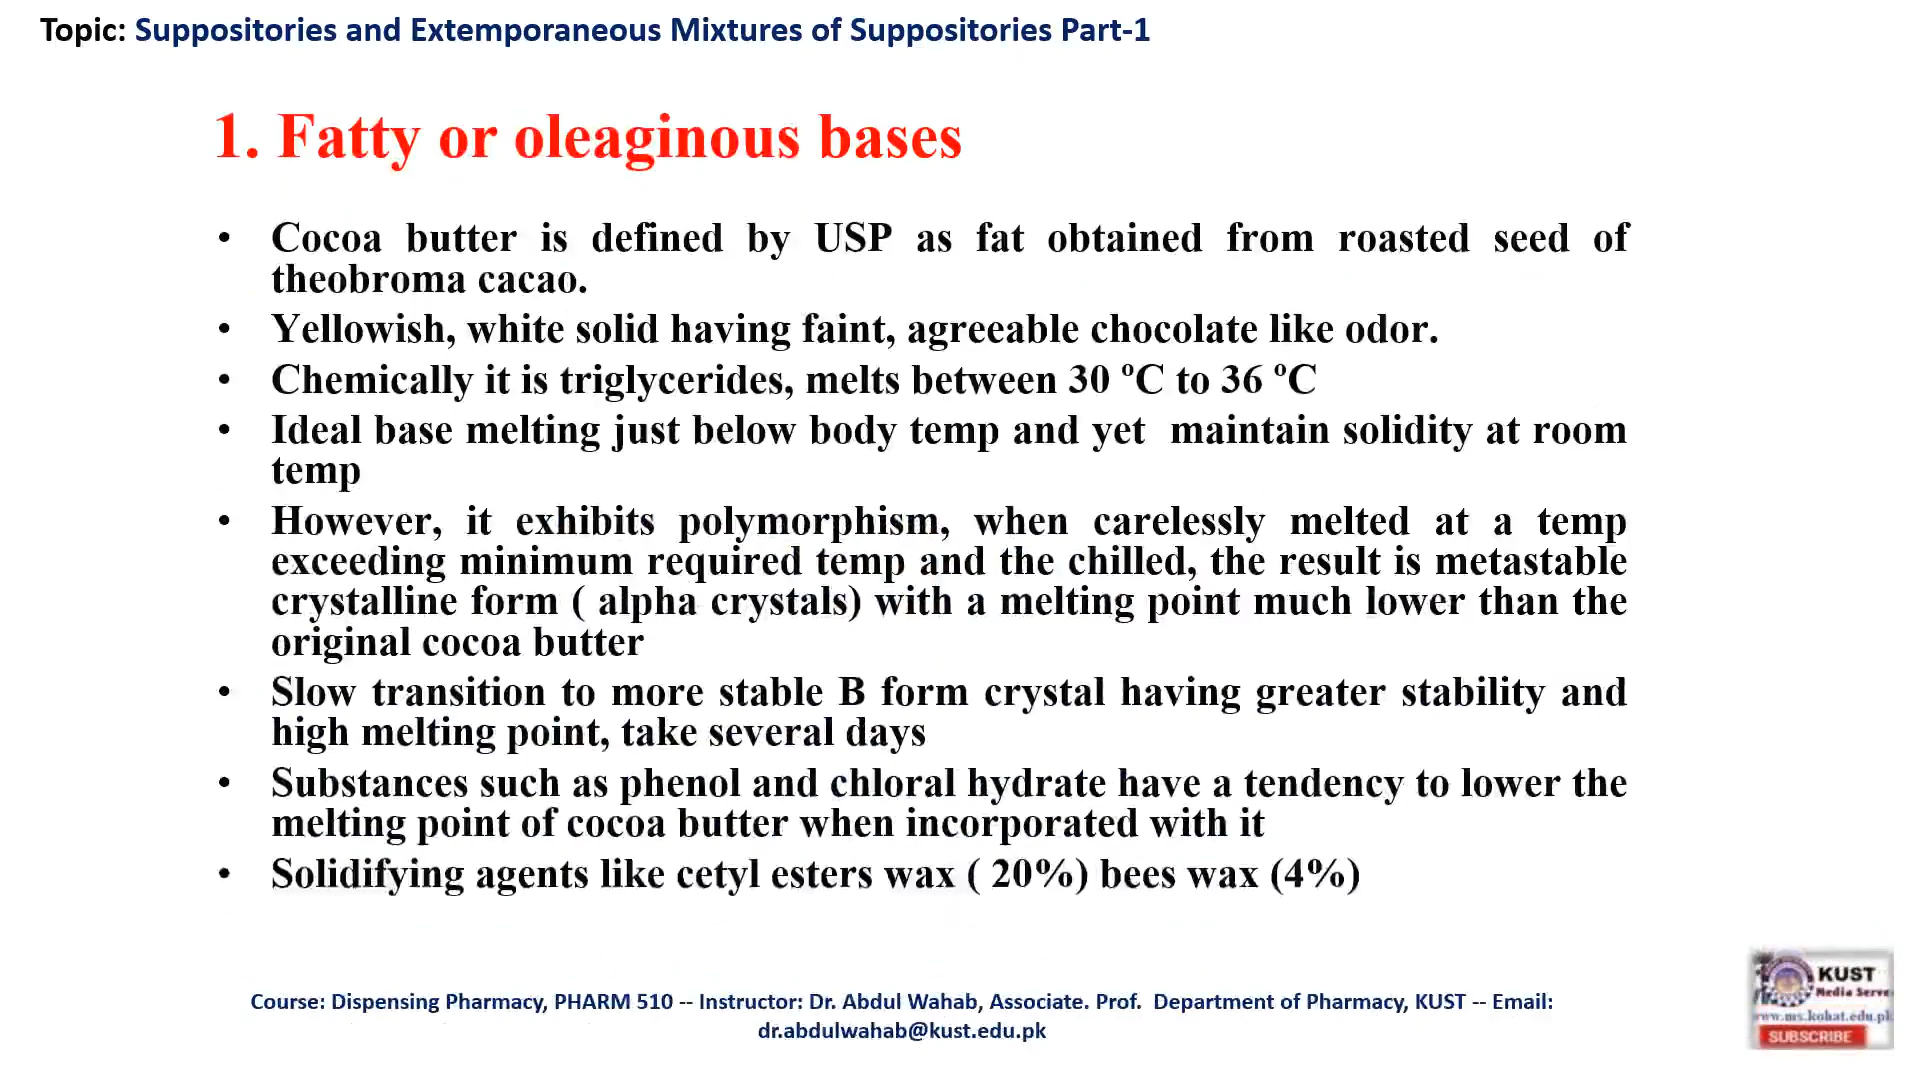 Topic: Suppositories and Extemporaneous Mixtures of Suppositories Part-1
1. Fatty or oleaginous bases
• Cocoa butter is defined by USP as fat obtained from roasted seed of
theobroma cacao.
• Yellowish, white solid having faint, agreeable chocolate like odor.
• Chemically it is triglycerides, melts between 30 ºC to 36 ºC
• Ideal base melting just below body temp and yet maintain solidity at room
temp
• However, it exhibits polymorphism, when carelessly melted at a temp
exceeding minimum required temp and the chilled, the result is metastable
crystalline form ( alpha crystals) with a melting point much lower than the
original cocoa butter
• Slow transition to more stable B form crystal having greater stability and
high melting point, take several days
• Substances such as phenol and chloral hydrate have a tendency to lower the
melting point of cocoa butter when incorporated with it
• Solidifying agents like cetyl esters wax ( 20%) bees wax (4%)
Course: Dispensing Pharmacy, PHARM 510 -- Instructor: Dr. Abdul Wahab, Associate. Prof. Department of Pharmacy, KUST -- Email:
dr.abdulwahab@kust.edu.pk
KUST
Media Serve
www.ms.kohat.edu.pk
SUBSCRIBE